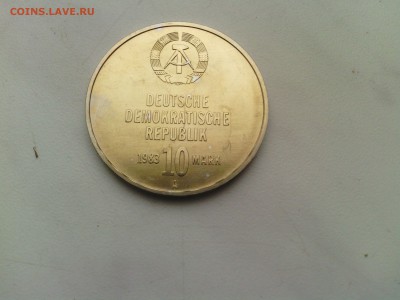 COINS.LAVE.RU
DEUTSCHE
DEMOKRATISCHE
REPUBLIK
1983 10 MARK